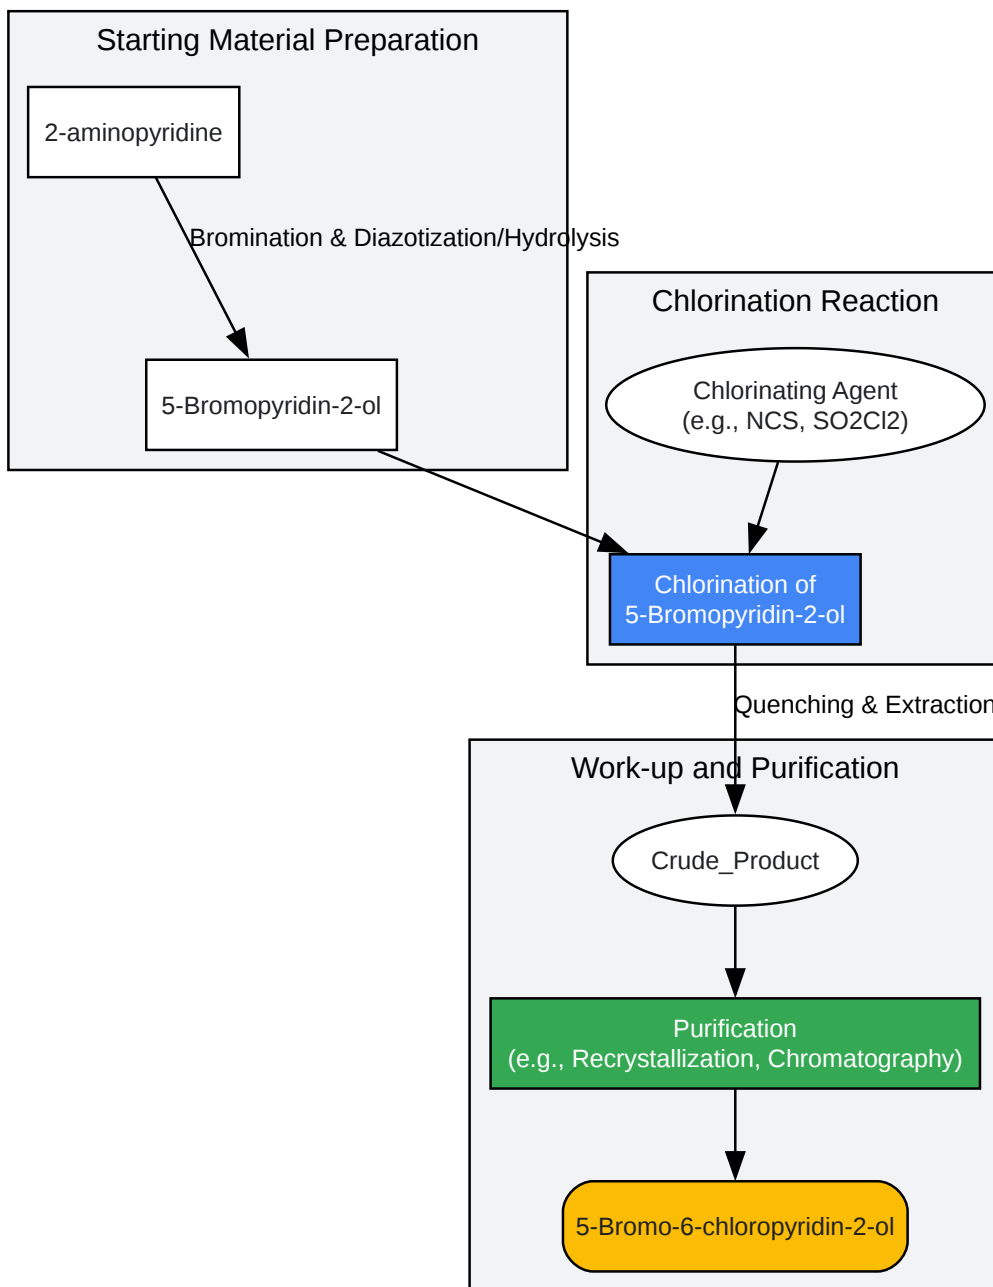 Starting Material Preparation
2-aminopyridine
Bromination & Diazotization/Hydrolysis
5-Bromopyridin-2-ol
Chlorination Reaction
Chlorinating Agent
(e.g., NCS, SO2Cl2)
Chlorination of
5-Bromopyridin-2-ol
Quenching & Extraction
Work-up and Purification
Crude_Product
Purification
(e.g., Recrystallization, Chromatography)
5-Bromo-6-chloropyridin-2-ol